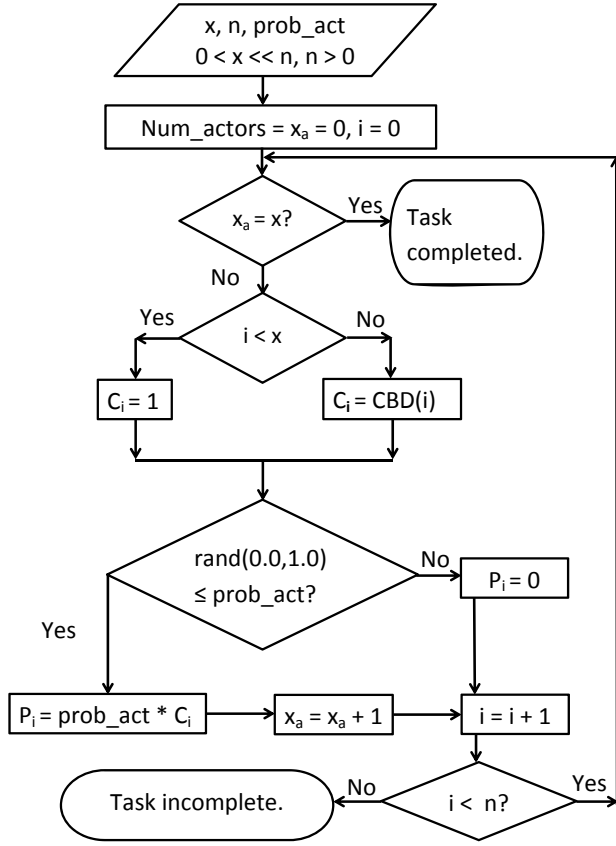 x, n, prob_act
0 < x << n, n > 0
Num_actors = xₐ = 0, i = 0
xₐ = x?
Yes
Task
completed.
No
i < x
Yes
No
Cᵢ = 1
Cᵢ = CBD(i)
rand(0.0,1.0)
≤ prob_act?
No
Pᵢ = 0
Yes
Pᵢ = prob_act * Cᵢ
xₐ = xₐ + 1
i = i + 1
i < n?
No
Yes
Task incomplete.